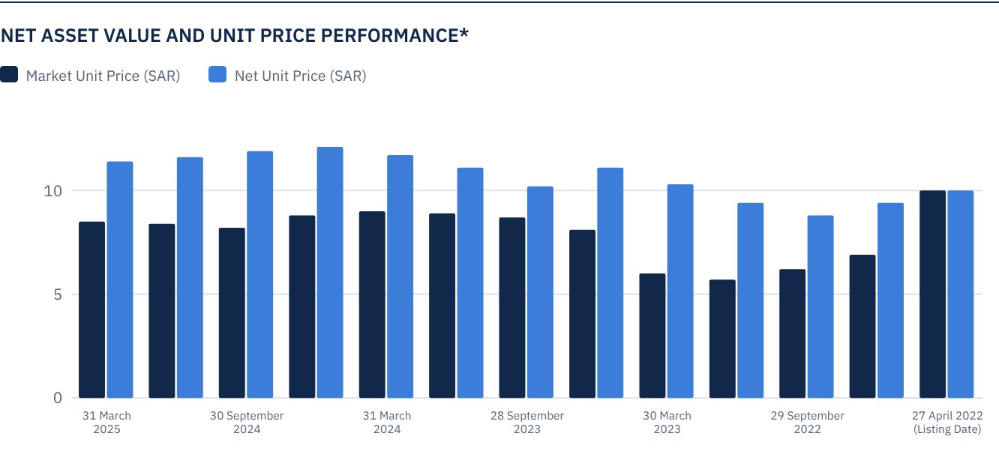 NET ASSET VALUE AND UNIT PRICE PERFORMANCE*
Market Unit Price (SAR) Net Unit Price (SAR)
10
5
0
31 March 30 September 31 March 28 September 30 March 29 September 27 April 2022
2025 2024 2024 2023 2023 2022 (Listing Date)